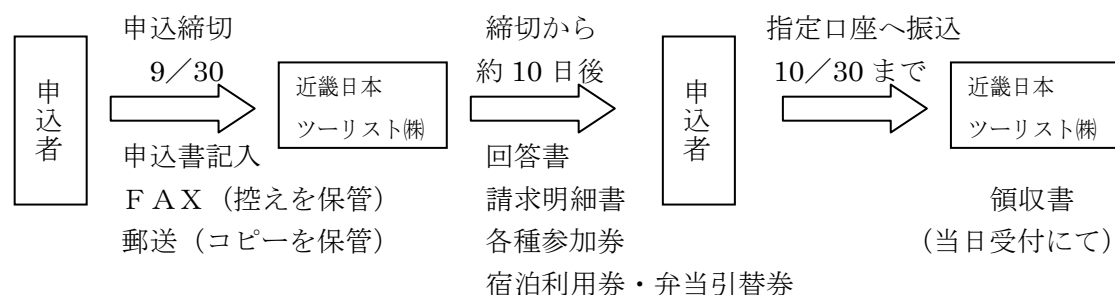 申込者
申込締切
9／30
申込書記入
ＦＡＸ（控えを保管）
郵送（コピーを保管）
近畿日本
ツーリスト㈱
締切から
約 10 日後
回答書
請求明細書
各種参加券
宿泊利用券・弁当引替券
申込者
指定口座へ振込
10／30 まで
近畿日本
ツーリスト㈱
領収書
（当日受付にて）